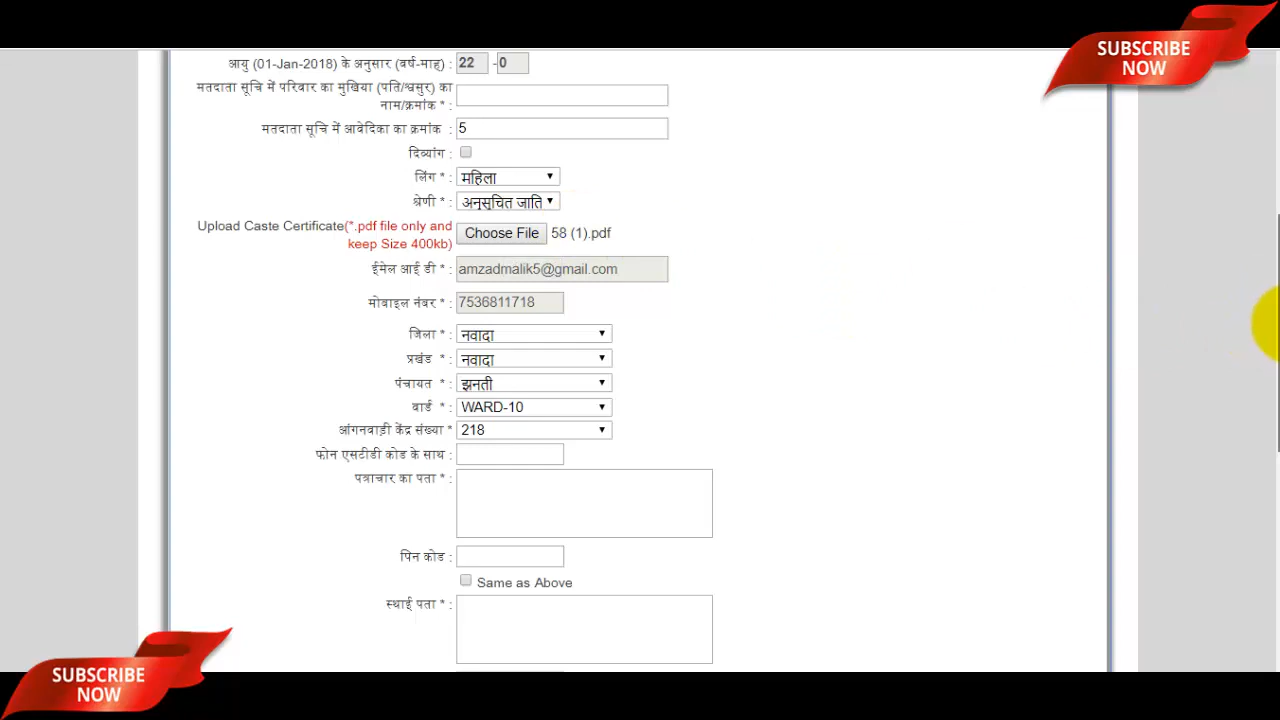 SUBSCRIBE
NOW
आयु (01-Jan-2018) के अनुसार (वर्ष-माह) : 22 -0
मतदाता सूचि में परिवार का मुखिया (पति/श्वसुर) का
नाम/क्रमांक * :
मतदाता सूचि में आवेदिका का क्रमांक : 5
दिव्यांग :
लिंग * : महिला
श्रेणी * : अनुसूचित जाति
Upload Caste Certificate(*.pdf file only and
keep Size 400kb) Choose File 58 (1).pdf
ईमेल आई डी * : amzadmalik5@gmail.com
मोबाइल नंबर * : 7536811718
जिला * : नवादा
प्रखंड * : नवादा
पंचायत * : झनती
वार्ड * : WARD-10
आंगनवाड़ी केंद्र संख्या * 218
फोन एसटीडी कोड के साथ :
पत्राचार का पता * :
पिन कोड :
Same as Above
स्थाई पता * :
SUBSCRIBE
NOW